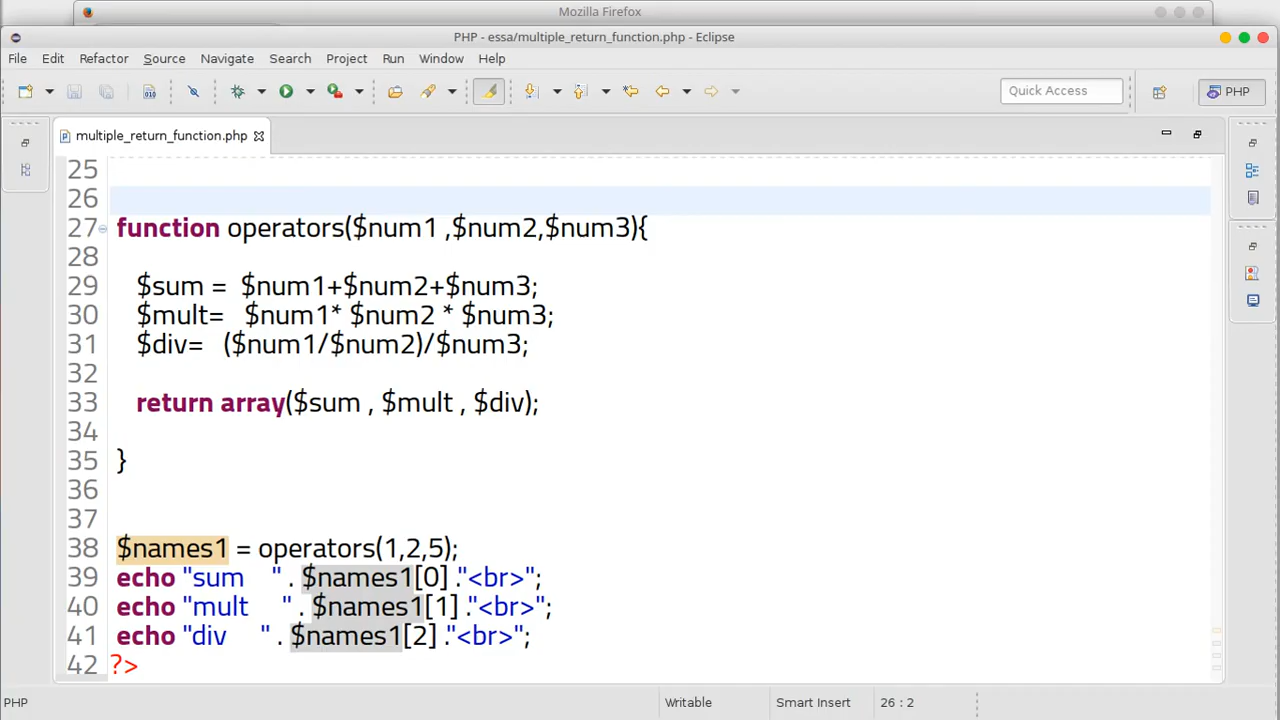 Mozilla Firefox
PHP - essa/multiple_return_function.php - Eclipse
File Edit Refactor Source Navigate Search Project Run Window Help
010 Quick Access PHP
multiple_return_function.php
25
26
27 function operators($num1 ,$num2,$num3){
28
29 $sum =  $num1+$num2+$num3;
30 $mult=   $num1* $num2 * $num3;
31 $div=   ($num1/$num2)/$num3;
32
33 return array($sum , $mult , $div);
34
35 }
36
37
38 $names1 = operators(1,2,5);
39 echo "sum    " . $names1[0] ."<br>";
40 echo "mult    " . $names1[1] ."<br>";
41 echo "div    " . $names1[2] ."<br>";
42 ?>
PHP Writable Smart Insert 26 : 2